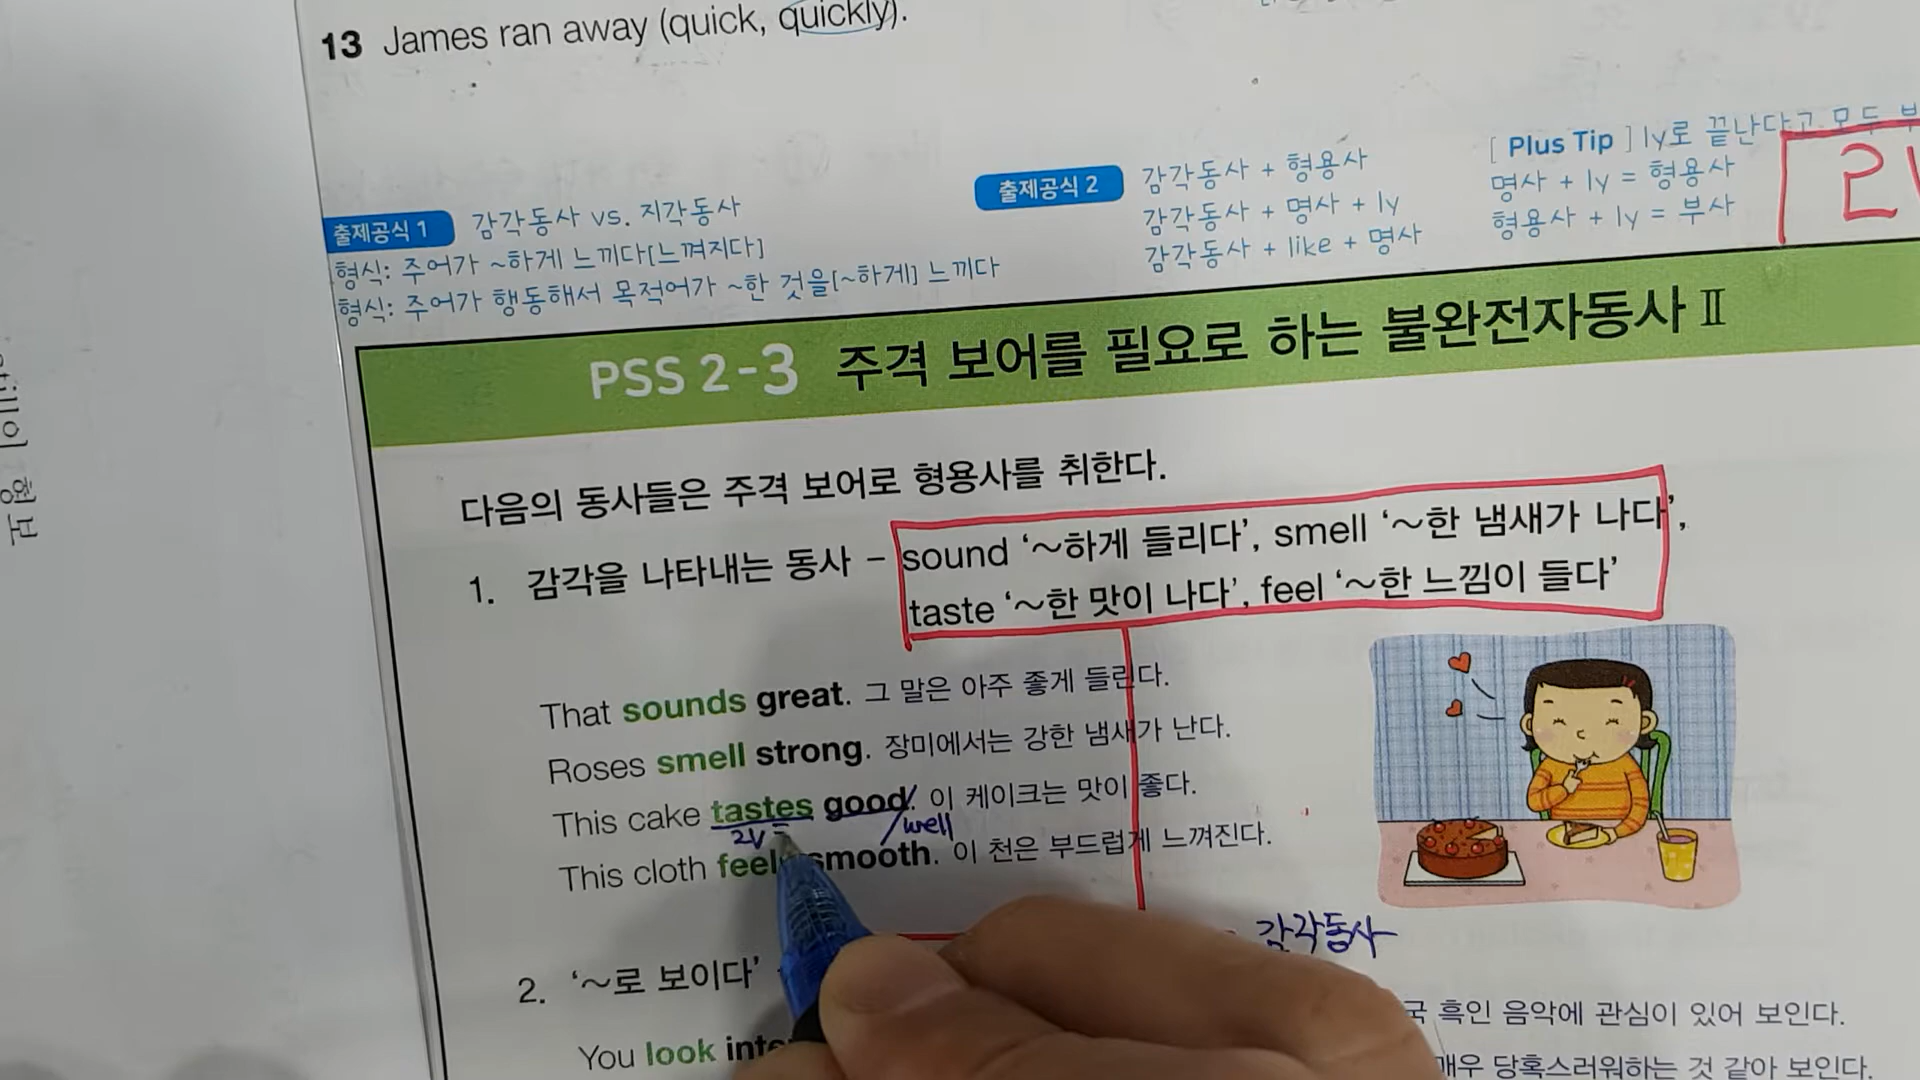 13 James ran away (quick, quickly).
출제공식 1 감각동사 vs. 지각동사
형식: 주어가 ~하게 느끼다[느껴지다]
형식: 주어가 행동해서 목적어가 ~한 것을[~하게] 느끼다
출제공식 2 감각동사 + 형용사
감각동사 + 명사 + ly
감각동사 + like + 명사
[ Plus Tip ] ly로 끝난다고 모두
명사 + ly = 형용사
형용사 + ly = 부사
PSS 2-3 주격 보어를 필요로 하는 불완전자동사 II
다음의 동사들은 주격 보어로 형용사를 취한다.
1. 감각을 나타내는 동사 – sound ‘~하게 들리다’, smell ‘~한 냄새가 나다’,
taste ‘~한 맛이 나다’, feel ‘~한 느낌이 들다’
That sounds great. 그 말은 아주 좋게 들린다.
Roses smell strong. 장미에서는 강한 냄새가 난다.
This cake tastes good. 이 케이크는 맛이 좋다.
2V well
This cloth feels smooth. 이 천은 부드럽게 느껴진다.
감각동사
2. ‘~로 보이다’
흑인 음악에 관심이 있어 보인다.
You look
당혹스러워하는 것 같아 보인다.